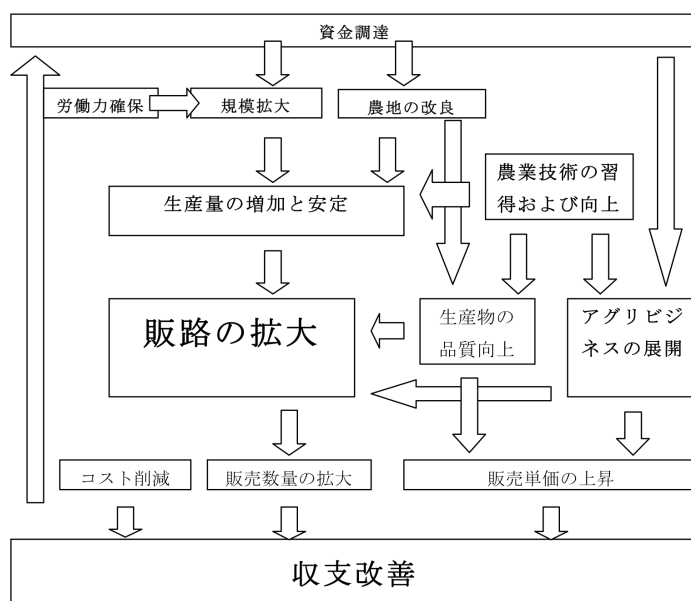 資金調達
労働力確保
規模拡大
農地の改良
農業技術の習
得および向上
生産量の増加と安定
販路の拡大
生産物の
品質向上
アグリビジ
ネスの展開
コスト削減
販売数量の拡大
販売単価の上昇
収支改善